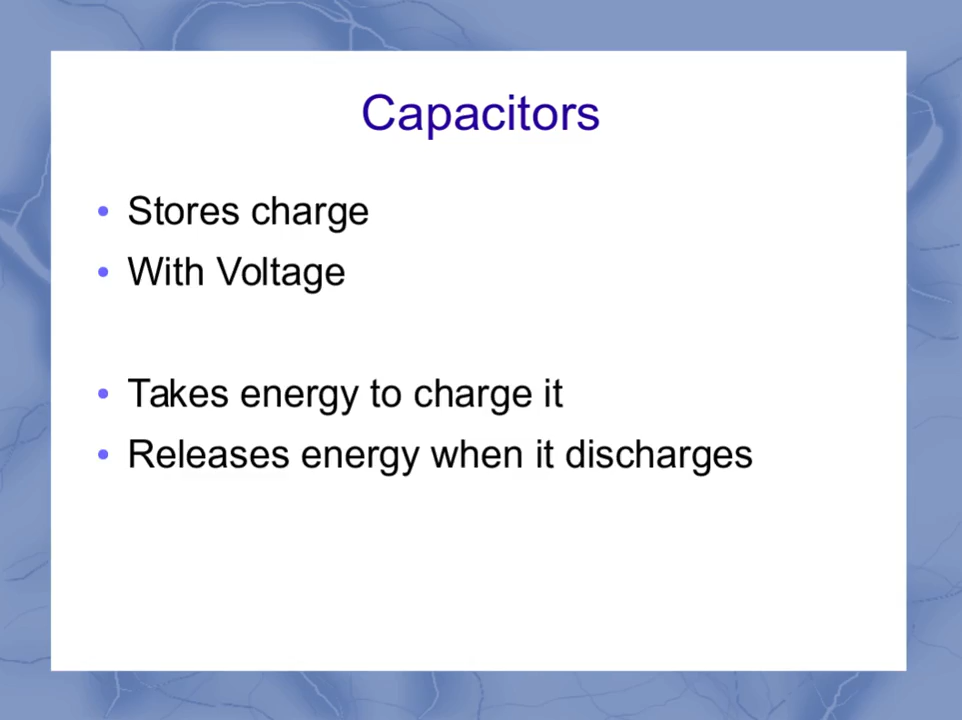 Capacitors
• Stores charge
• With Voltage
• Takes energy to charge it
• Releases energy when it discharges